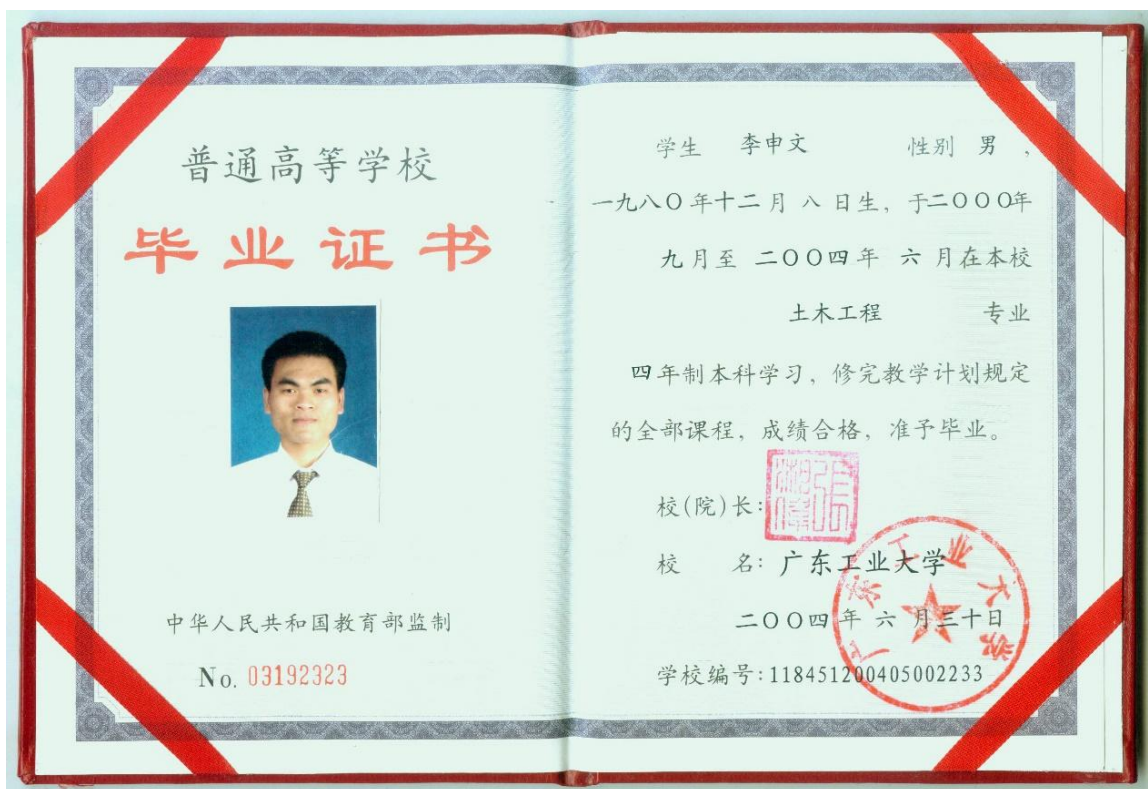 普通高等学校
毕业证书
中华人民共和国教育部监制
No. 03192323
学生 李申文 性别 男 ,
一九八〇年十二月 八 日生, 于二〇〇〇年
九月至 二〇〇四年 六 月在本校
土木工程 专业
四年制本科学习, 修完教学计划规定
的全部课程, 成绩合格, 准予毕业。
校(院)长:
校 名: 广东工业大学
二〇〇四年 六 月三十日
学校编号:118451200405002233
广东工业大学